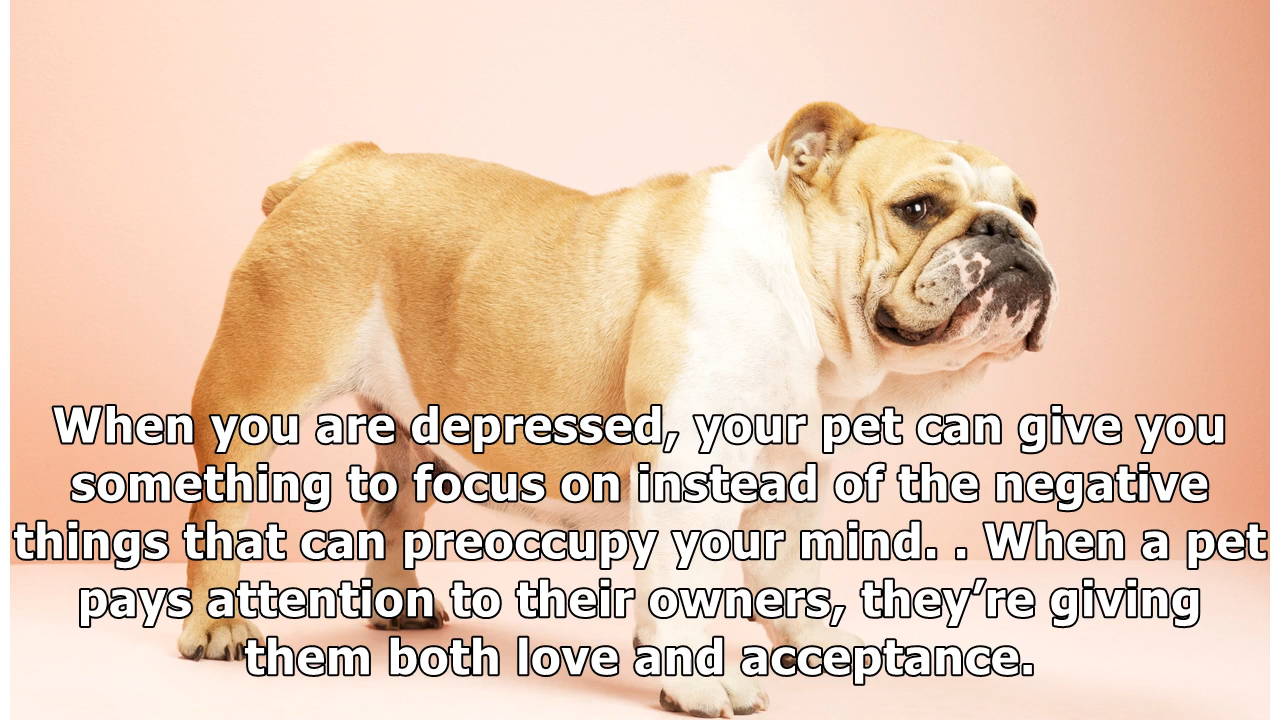 When you are depressed, your pet can give you
something to focus on instead of the negative
things that can preoccupy your mind. . When a pet
pays attention to their owners, they’re giving
them both love and acceptance.